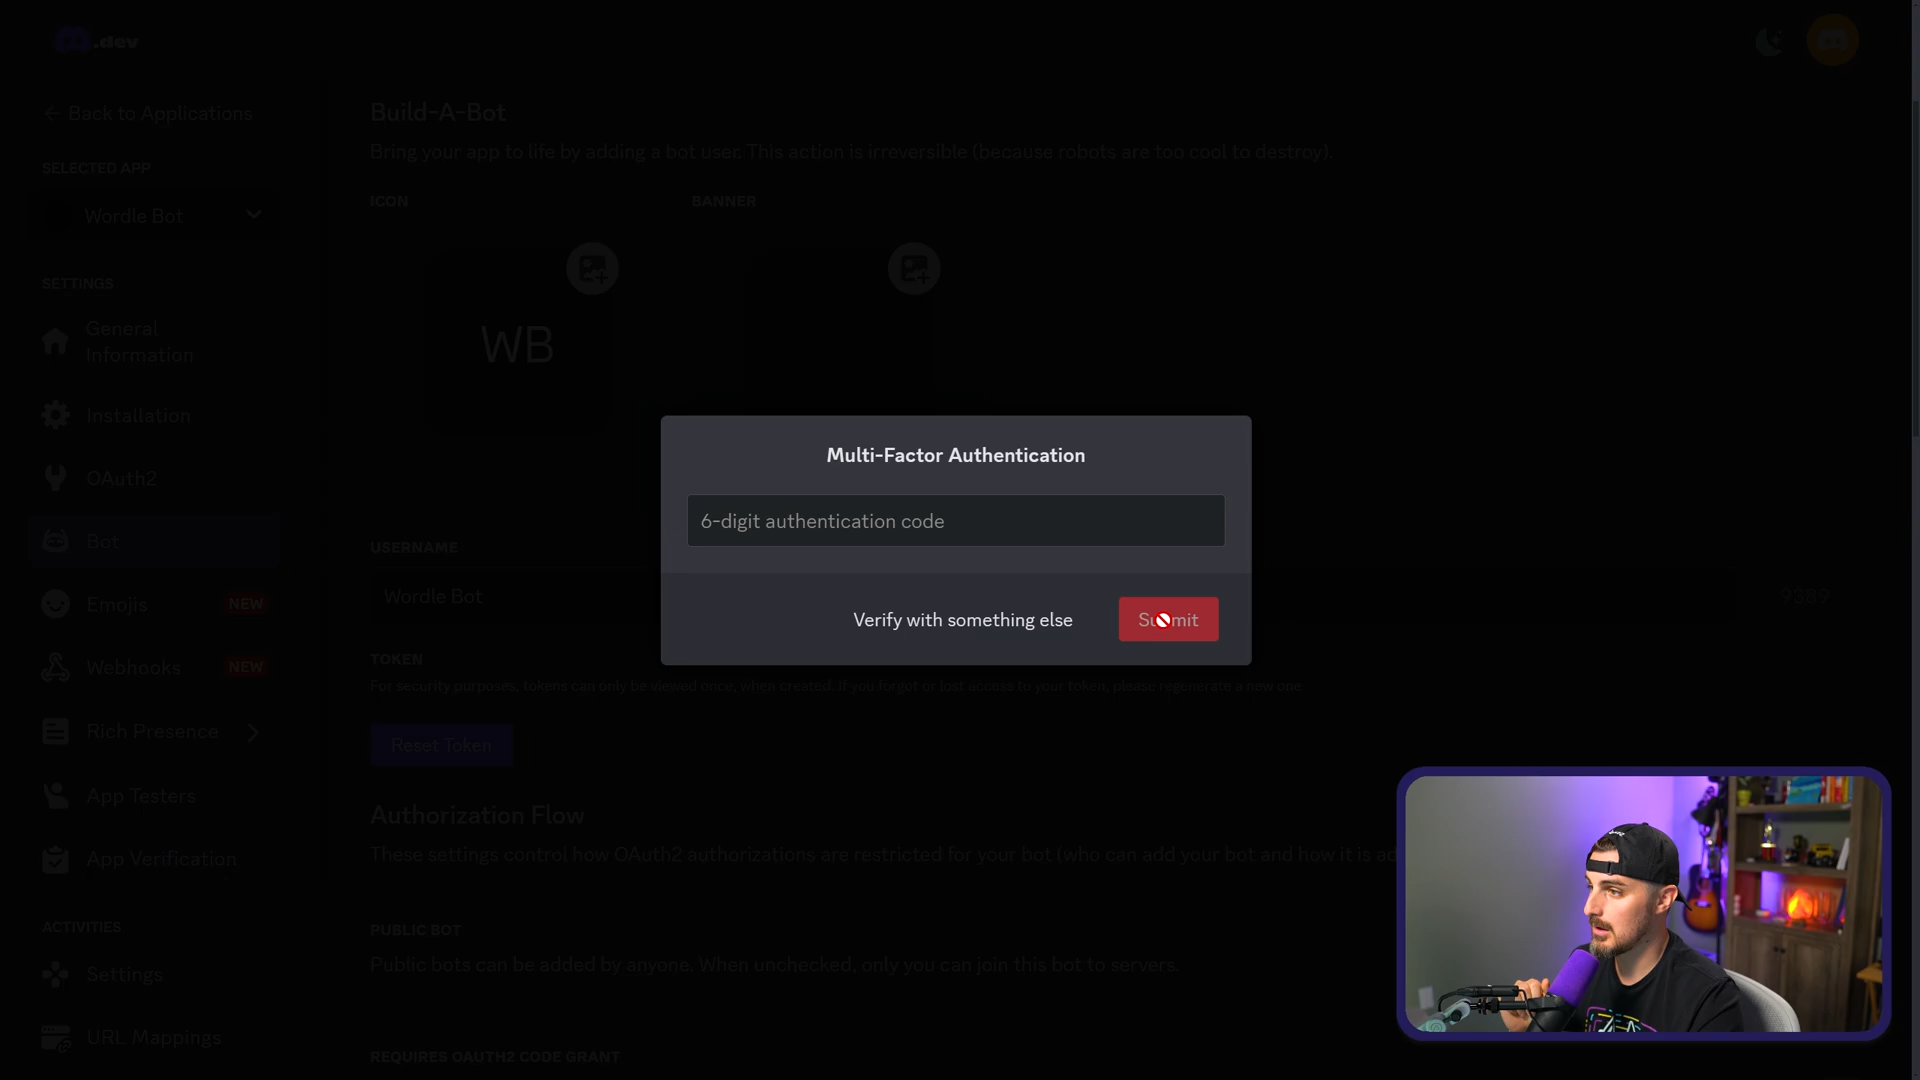 .dev
Back to Applications
SELECTED APP
Wordle Bot
SETTINGS
General
Information
Installation
OAuth2
Bot
Emojis
NEW
Webhooks
NEW
Rich Presence
App Testers
App Verification
ACTIVITIES
Settings
URL Mappings
Build-A-Bot
Bring your app to life by adding a bot user. This action is irreversible (because robots are too cool to destroy).
ICON
BANNER
WB
USERNAME
Wordle Bot
9389
TOKEN
For security purposes, tokens can only be viewed once, when created. If you forgot or lost access to your token, please regenerate a new one.
Reset Token
Authorization Flow
These settings control how OAuth2 authorizations are restricted for your bot (who can add your bot and how it is ad
PUBLIC BOT
Public bots can be added by anyone. When unchecked, only you can join this bot to servers.
REQUIRES OAUTH2 CODE GRANT
Multi-Factor Authentication
6-digit authentication code
Verify with something else
Submit